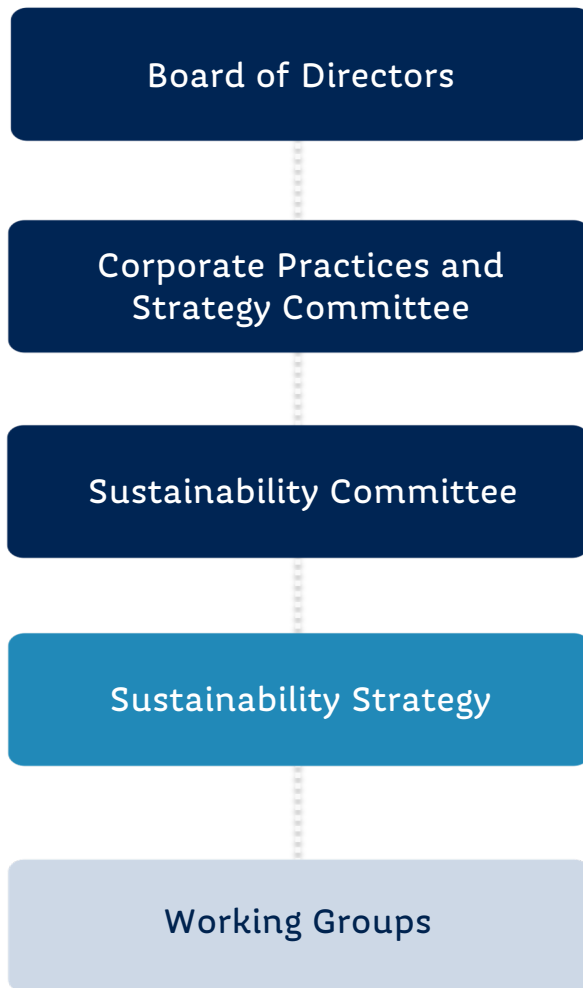 Board of Directors
Corporate Practices and
Strategy Committee
Sustainability Committee
Sustainability Strategy
Working Groups